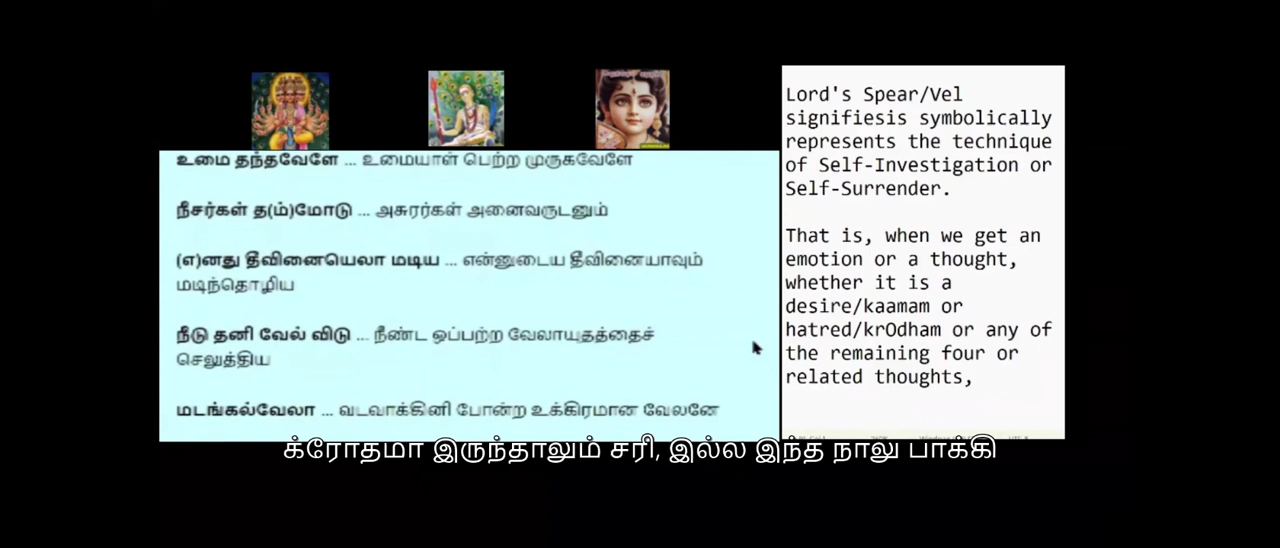 உமை தந்தவேளே ... உமையாள் பெற்ற முருகவேளே
நீசர்கள் த(ம்)மோடு ... அசுரர்கள் அனைவருடனும்
(எ)னது தீவினையெலா மடிய ... என்னுடைய தீவினையாவும்
மடிந்தொழிய
நீடு தனி வேல் விடு ... நீண்ட ஒப்பற்ற வேலாயுதத்தைச்
செலுத்திய
மடங்கல்வேலா ... வடவாக்கினி போன்ற உக்கிரமான வேலனே
Lord's Spear/Vel
signifiesis symbolically
represents the technique
of Self-Investigation or
Self-Surrender.
That is, when we get an
emotion or a thought,
whether it is a
desire/kaamam or
hatred/krOdham or any of
the remaining four or
related thoughts,
க்ரோதமா இருந்தாலும் சரி, இல்ல இந்த நாலு பாக்கி